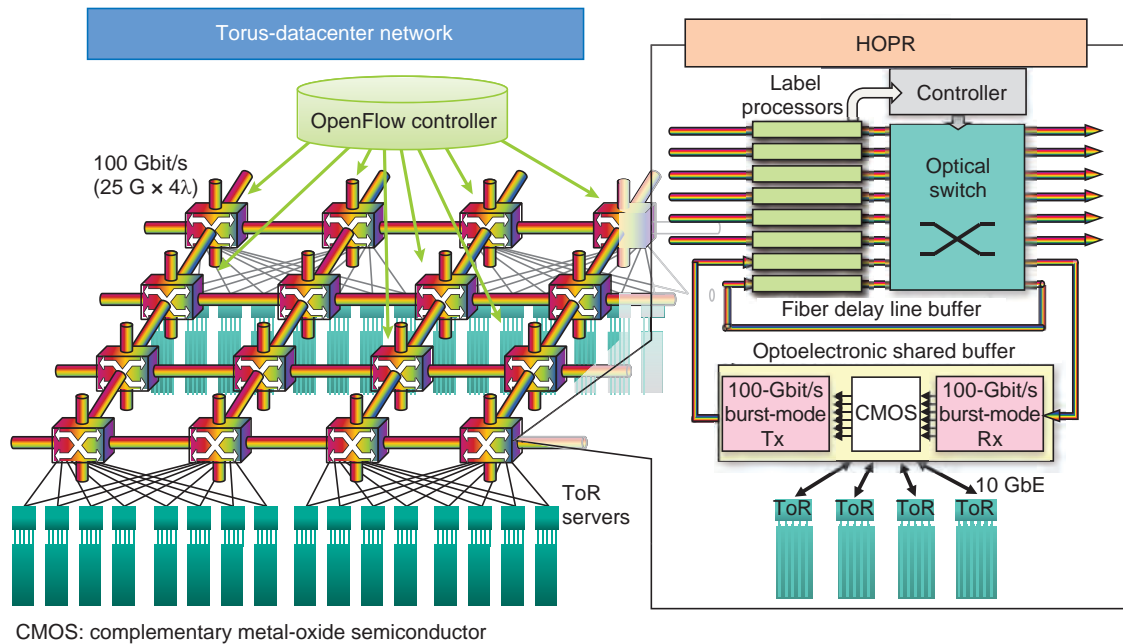 Torus-datacenter network
HOPR
OpenFlow controller
100 Gbit/s
(25 G × 4λ)
Label
processors
Controller
Optical
switch
Fiber delay line buffer
Optoelectronic shared buffer
100-Gbit/s
burst-mode
Tx
CMOS
100-Gbit/s
burst-mode
Rx
10 GbE
ToR
ToR
ToR
ToR
ToR
servers
CMOS: complementary metal-oxide semiconductor